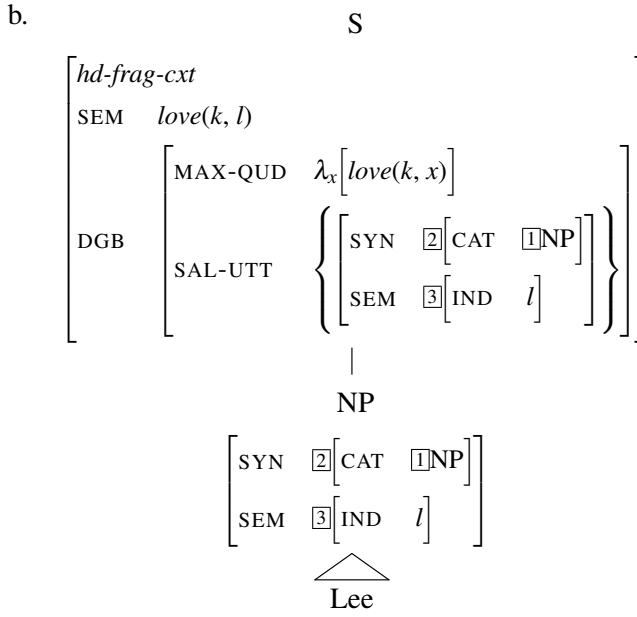 b.
S
hd-frag-cxt
SEM love(k, l)
MAX-QUD λx[love(k, x)]
DGB
SYN 2[CAT 1NP]
SAL-UTT
SEM 3[IND l]
NP
SYN 2[CAT 1NP]
SEM 3[IND l]
Lee